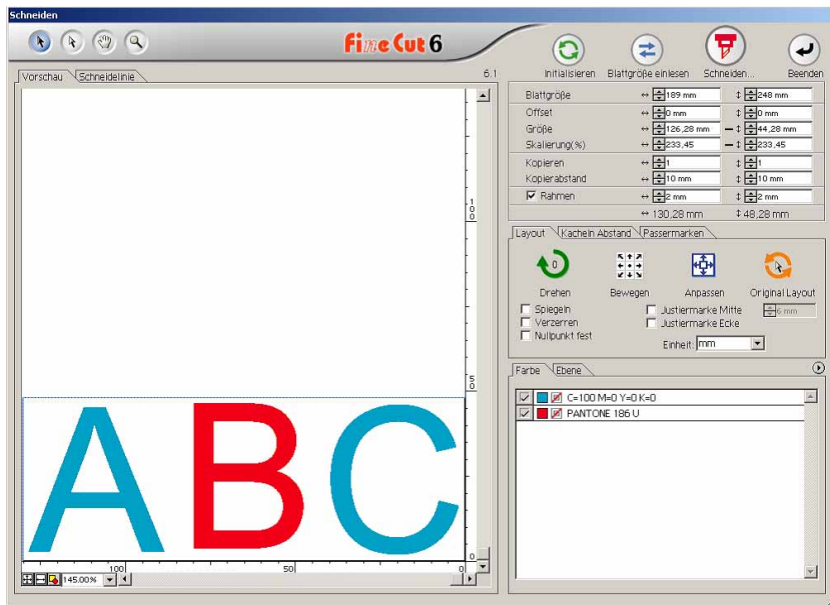 Schneiden
FineCut 6
Initialisieren Blattgröße einlesen Schneiden... Beenden
Vorschau Schneidelinie 6.1
Blattgröße 189 mm 248 mm
Offset 0 mm 0 mm
Größe 126,28 mm 44,28 mm
Skalierung(%) 233,45 233,45
Kopieren 1 1
Kopierabstand 10 mm 10 mm
Rahmen 2 mm 2 mm
130,28 mm 48,28 mm
Layout Kacheln Abstand Passermarken
0
Drehen Bewegen Anpassen Original Layout
Spiegeln Justiermarke Mitte 6 mm
Verzerren Justiermarke Ecke
Nullpunkt fest
Einheit: mm
Farbe Ebene
C=100 M=0 Y=0 K=0
PANTONE 186 U
100
50
0
ABC
100 50 0
145.00%